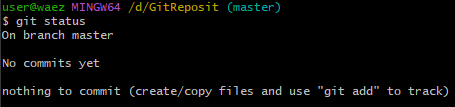 user@waez MINGW64 /d/GitReposit (master)
$ git status
On branch master
No commits yet
nothing to commit (create/copy files and use "git add" to track)